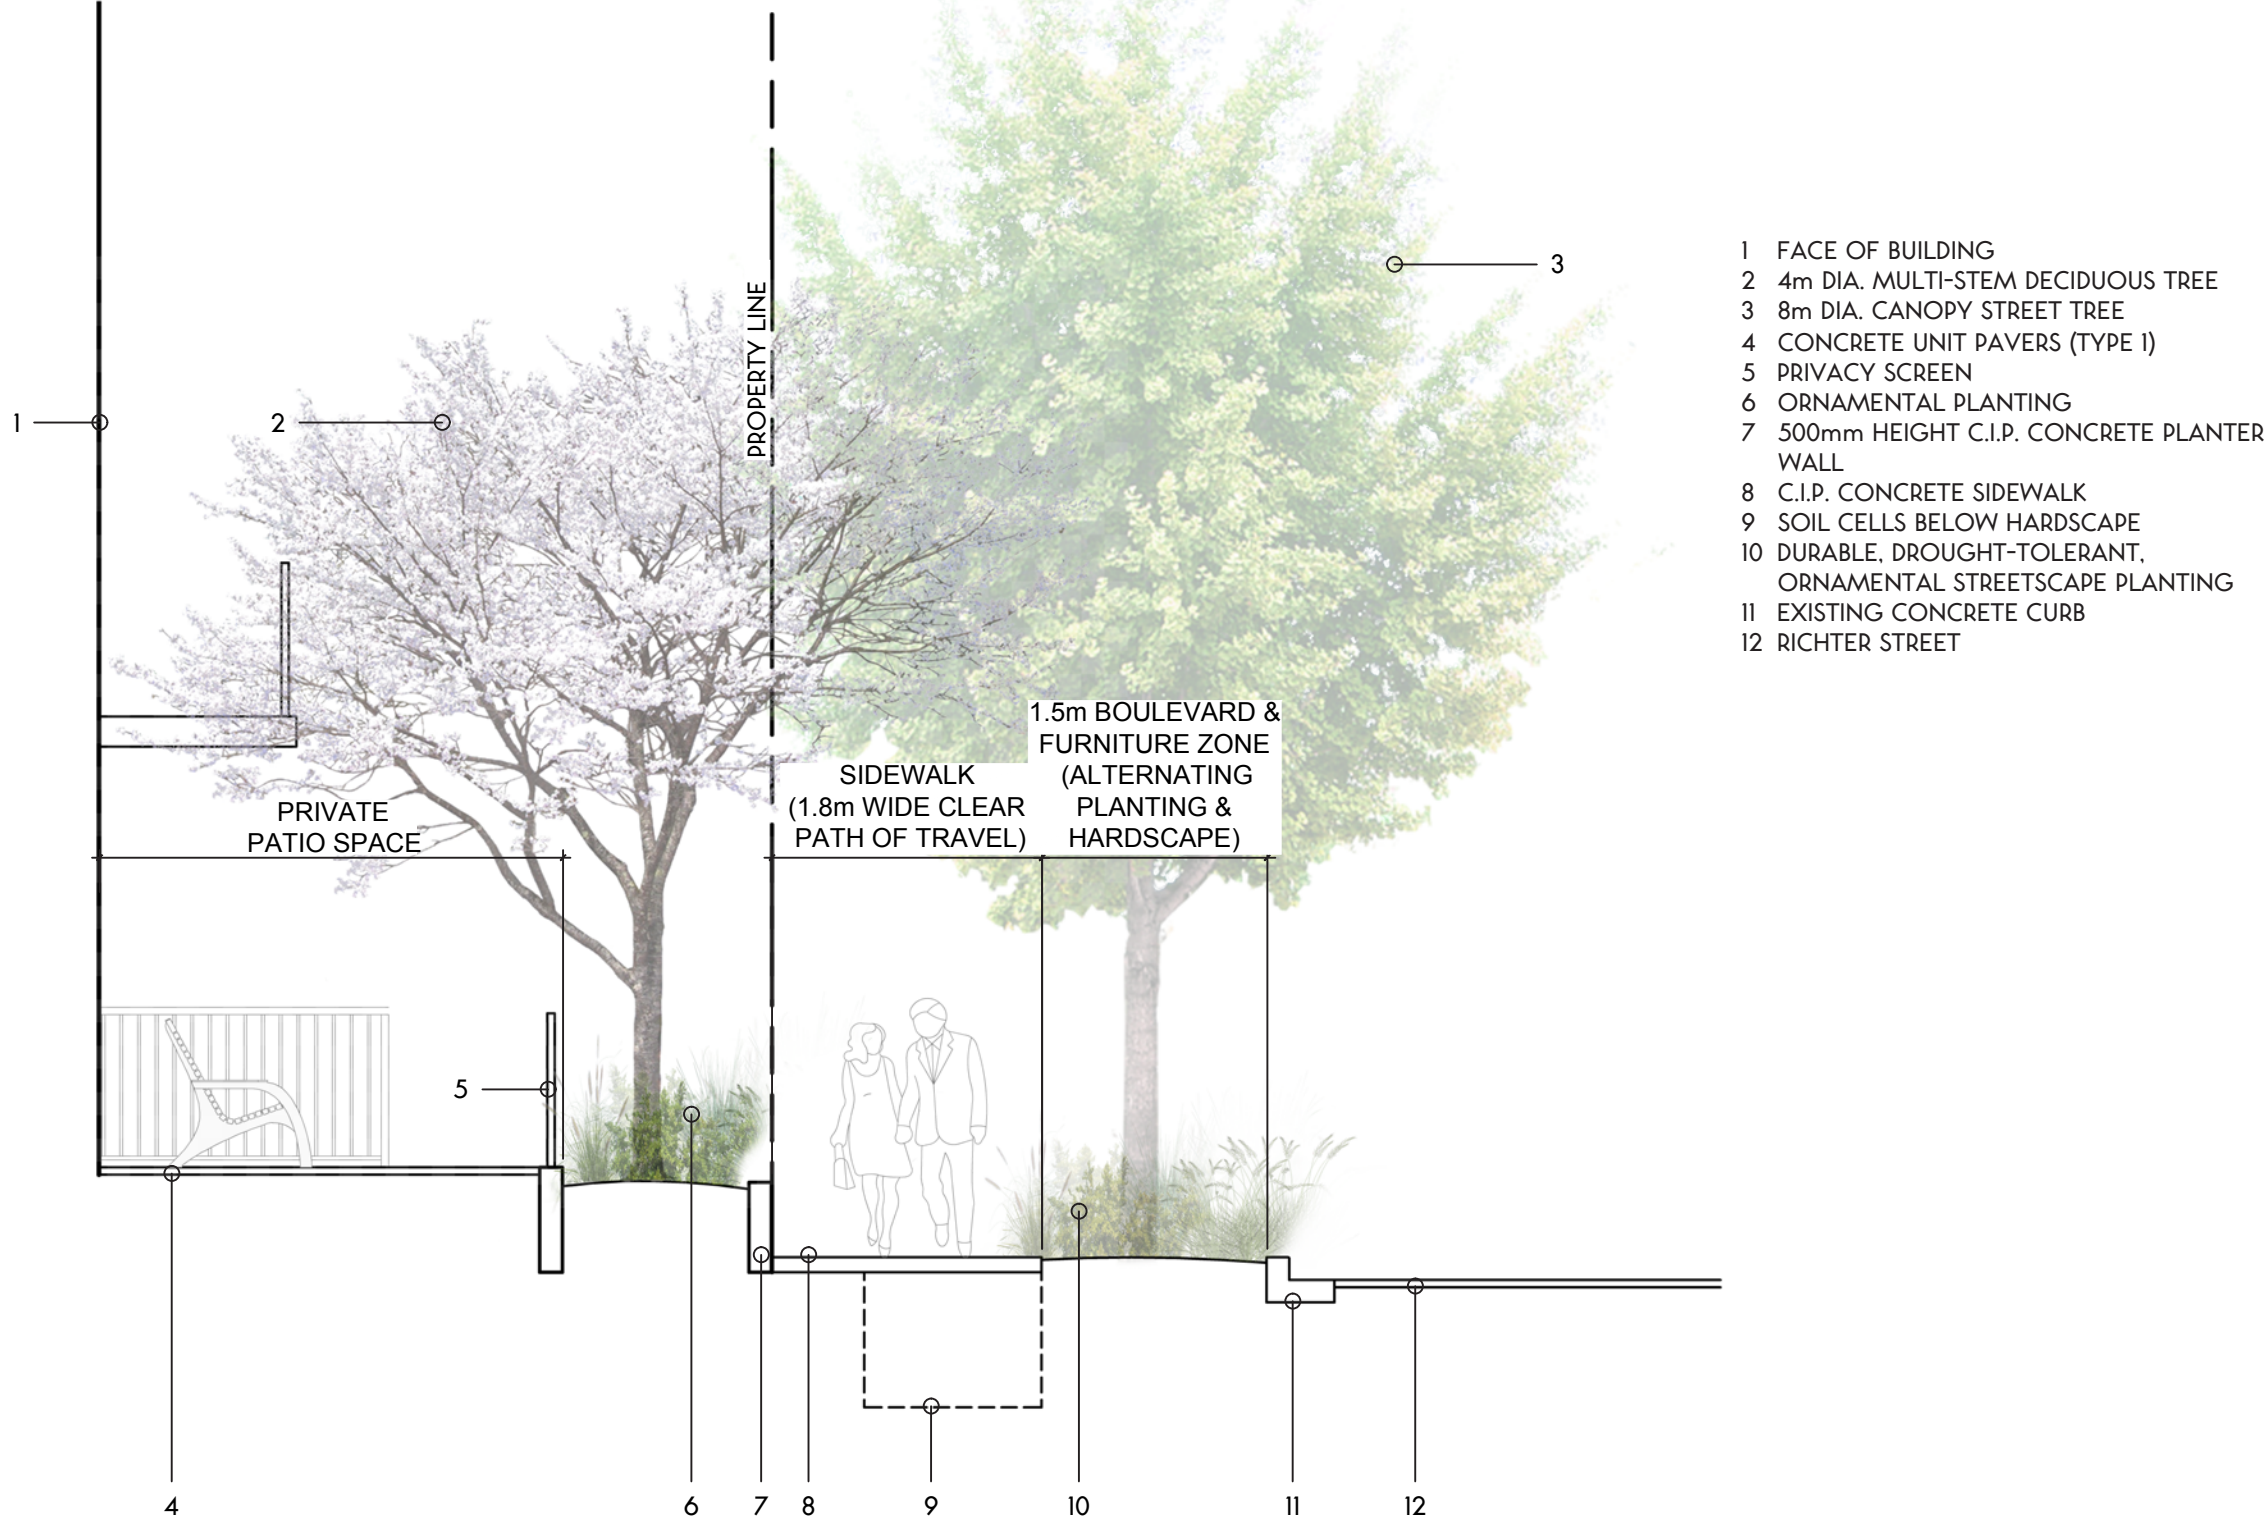 1
2
3
PROPERTY LINE
PRIVATE
PATIO SPACE
SIDEWALK
(1.8m WIDE CLEAR
PATH OF TRAVEL)
1.5m BOULEVARD &
FURNITURE ZONE
(ALTERNATING
PLANTING &
HARDSCAPE)
5
4
6
7
8
9
10
11
12
1 FACE OF BUILDING
2 4m DIA. MULTI-STEM DECIDUOUS TREE
3 8m DIA. CANOPY STREET TREE
4 CONCRETE UNIT PAVERS (TYPE 1)
5 PRIVACY SCREEN
6 ORNAMENTAL PLANTING
7 500mm HEIGHT C.I.P. CONCRETE PLANTER
WALL
8 C.I.P. CONCRETE SIDEWALK
9 SOIL CELLS BELOW HARDSCAPE
10 DURABLE, DROUGHT-TOLERANT,
ORNAMENTAL STREETSCAPE PLANTING
11 EXISTING CONCRETE CURB
12 RICHTER STREET